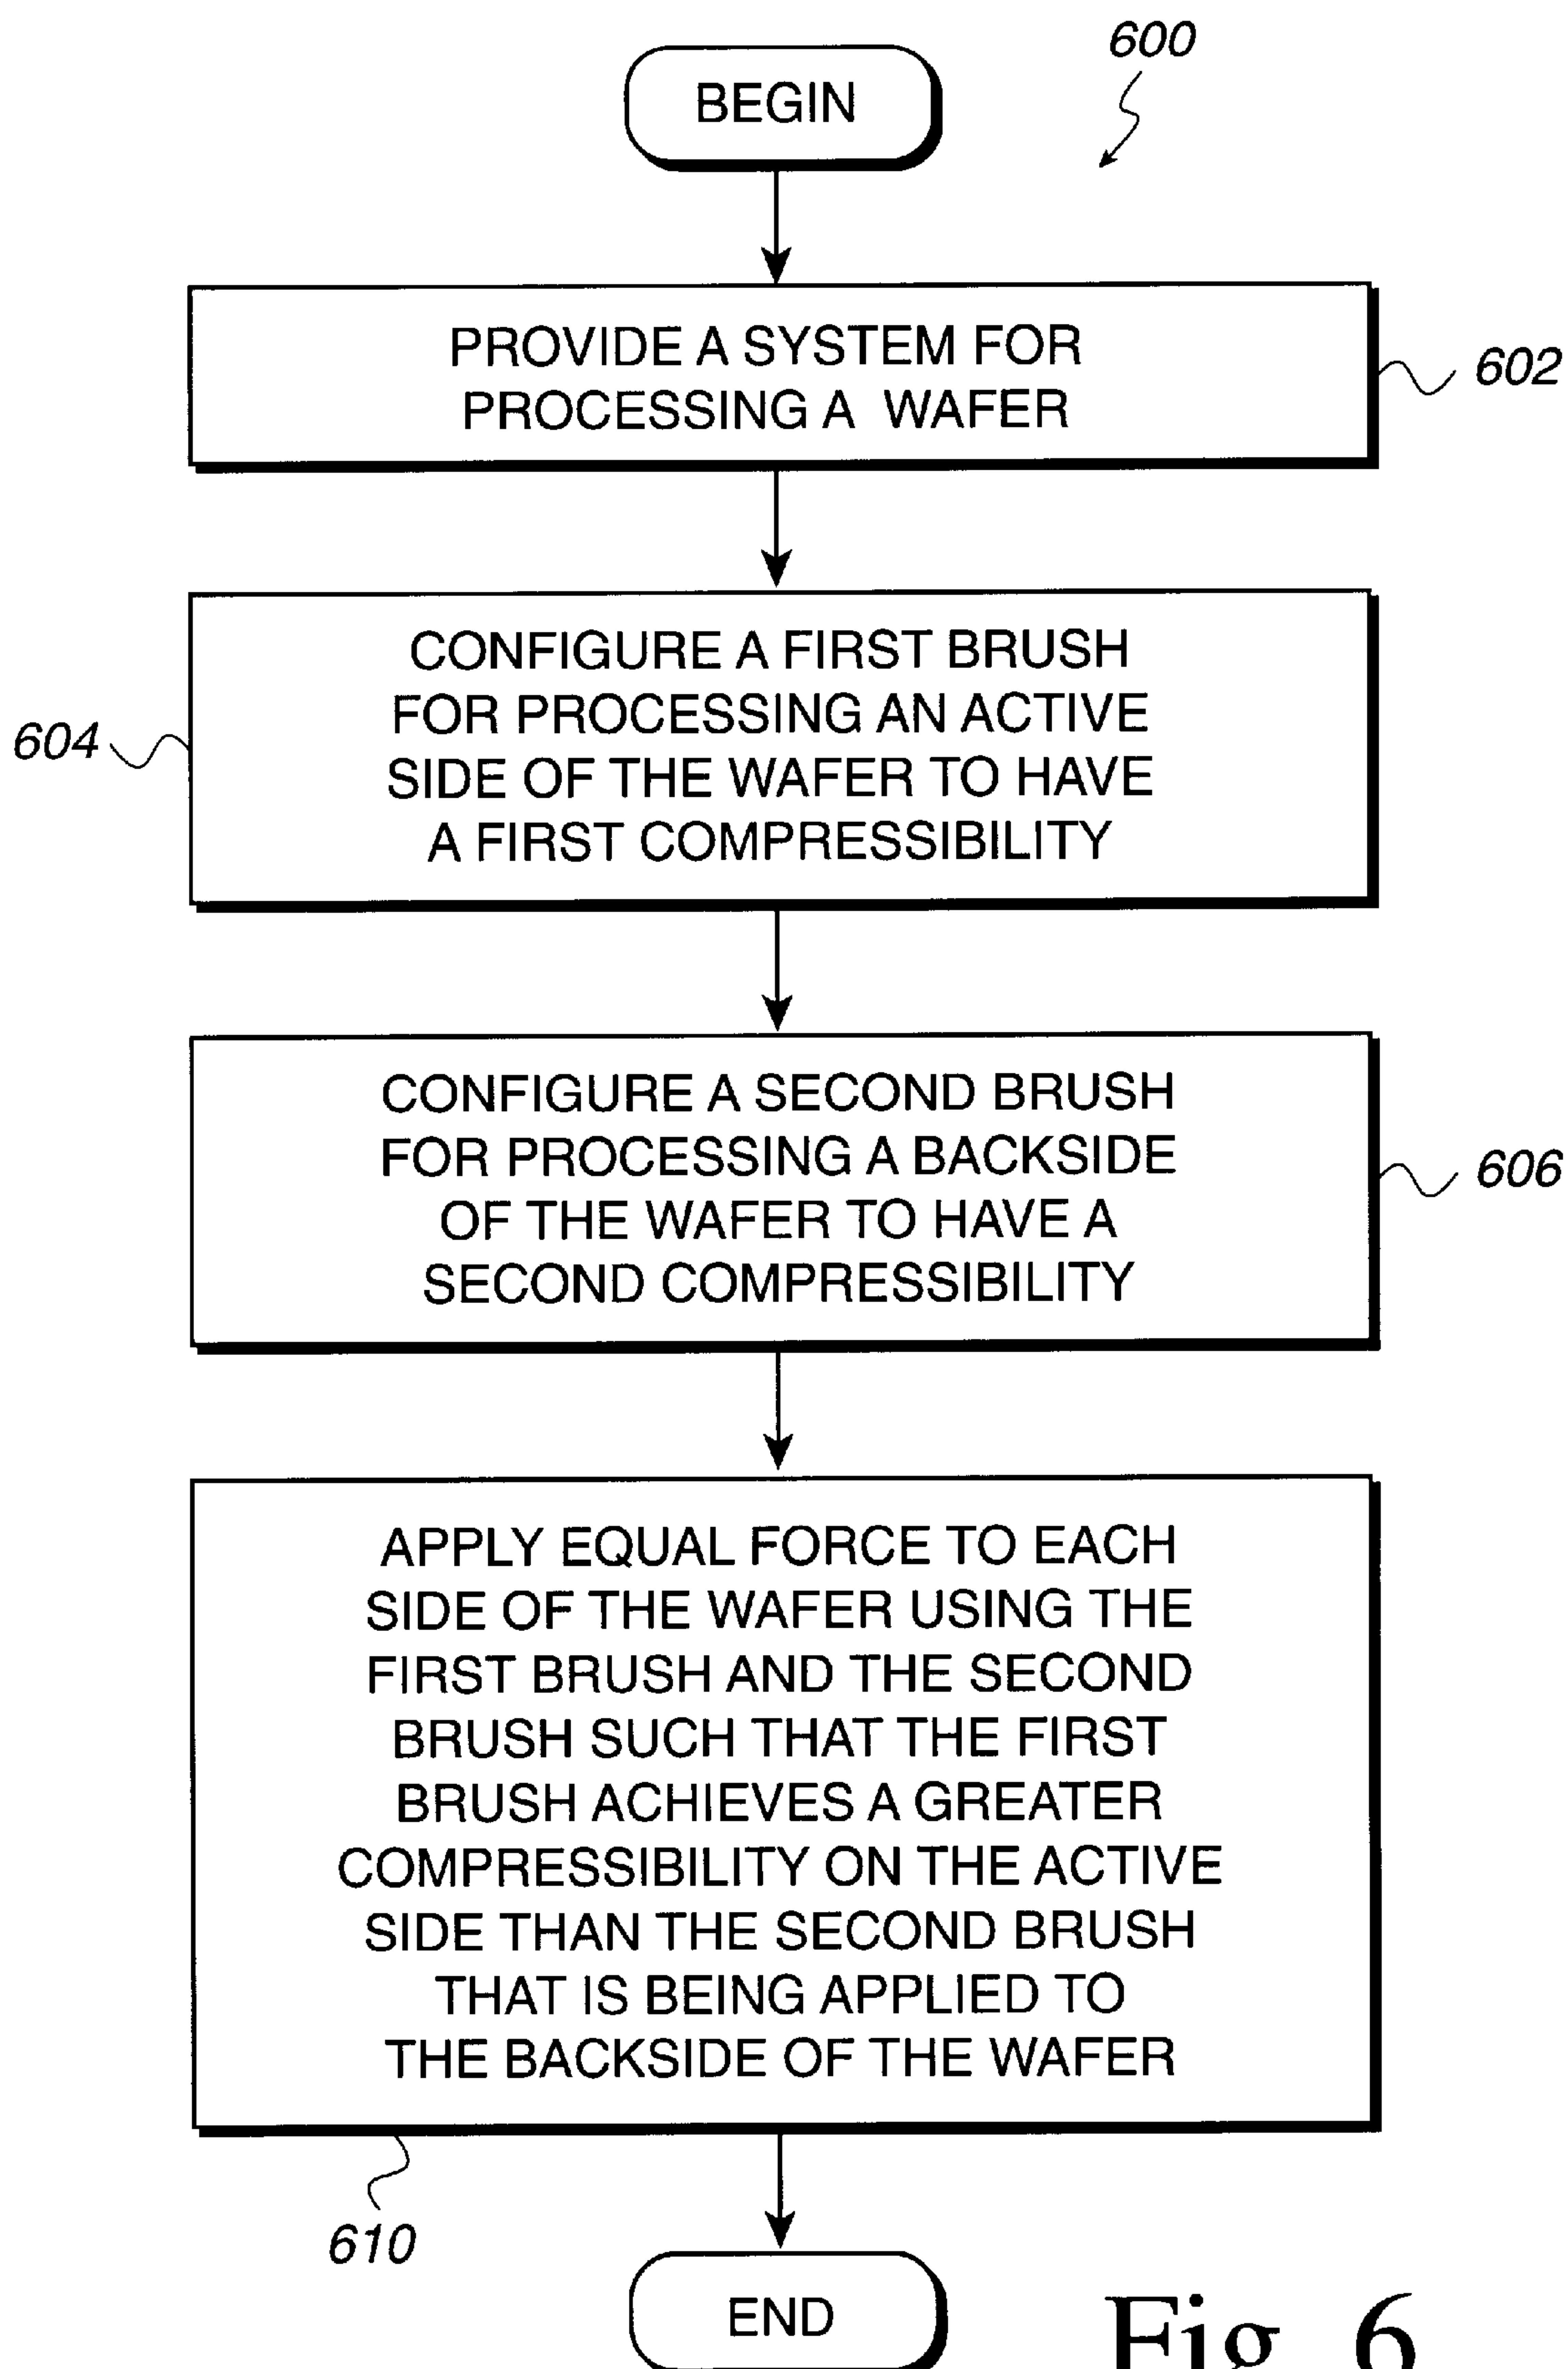 600
BEGIN
PROVIDE A SYSTEM FOR
PROCESSING A WAFER
602
CONFIGURE A FIRST BRUSH
FOR PROCESSING AN ACTIVE
SIDE OF THE WAFER TO HAVE
A FIRST COMPRESSIBILITY
604
CONFIGURE A SECOND BRUSH
FOR PROCESSING A BACKSIDE
OF THE WAFER TO HAVE A
SECOND COMPRESSIBILITY
606
APPLY EQUAL FORCE TO EACH
SIDE OF THE WAFER USING THE
FIRST BRUSH AND THE SECOND
BRUSH SUCH THAT THE FIRST
BRUSH ACHIEVES A GREATER
COMPRESSIBILITY ON THE ACTIVE
SIDE THAN THE SECOND BRUSH
THAT IS BEING APPLIED TO
THE BACKSIDE OF THE WAFER
610
END
Fig. 6